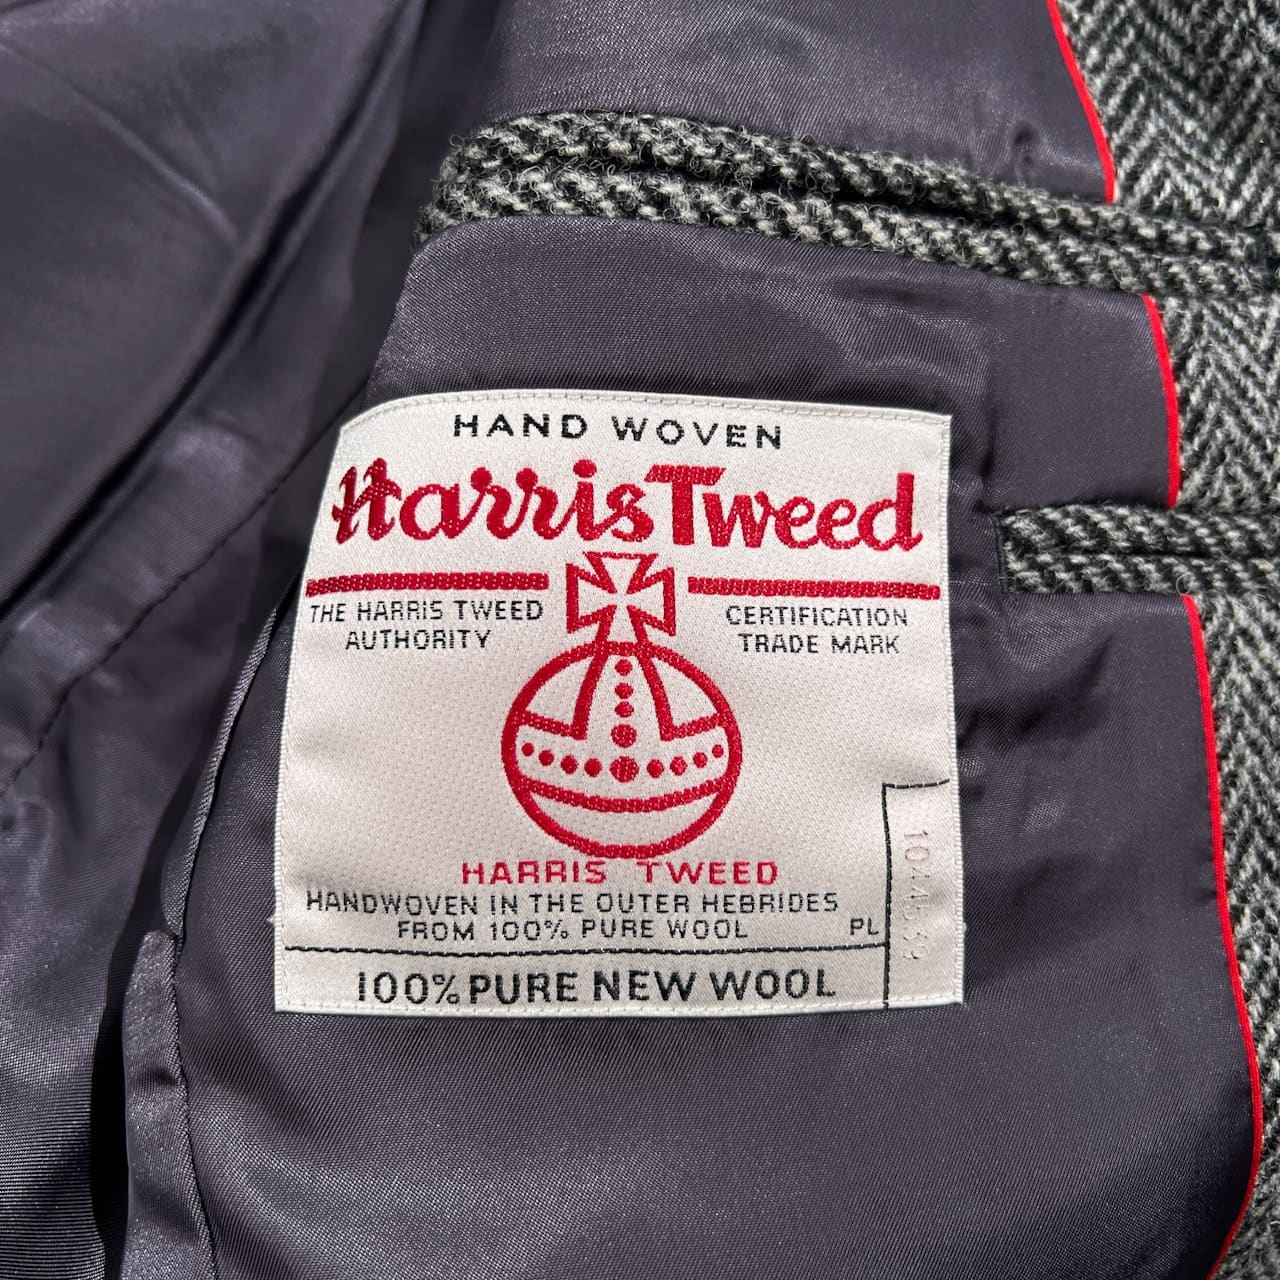 HAND WOVEN
Harris Tweed
THE HARRIS TWEED
AUTHORITY
CERTIFICATION
TRADE MARK
HARRIS TWEED
HANDWOVEN IN THE OUTER HEBRIDES
FROM 100% PURE WOOL
PL
100% PURE NEW WOOL